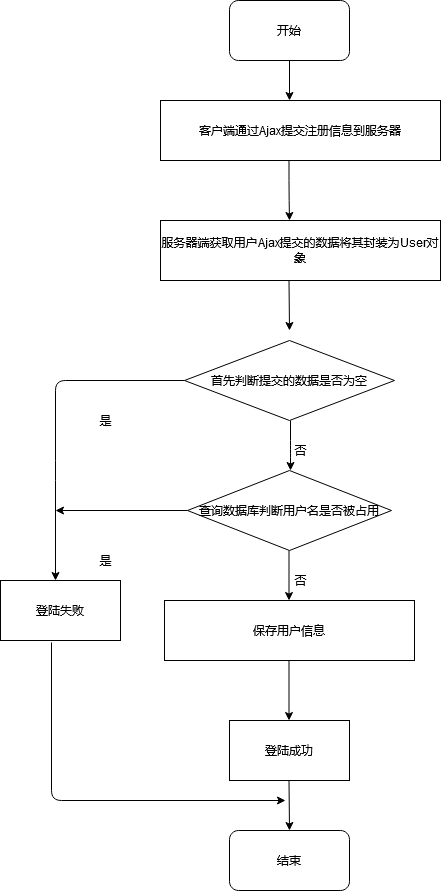 开始
客户端通过Ajax提交注册信息到服务器
服务器端获取用户Ajax提交的数据将其封装为User对
象
首先判断提交的数据是否为空
是
否
查询数据库判断用户名是否被占用
是
否
登陆失败
保存用户信息
登陆成功
结束